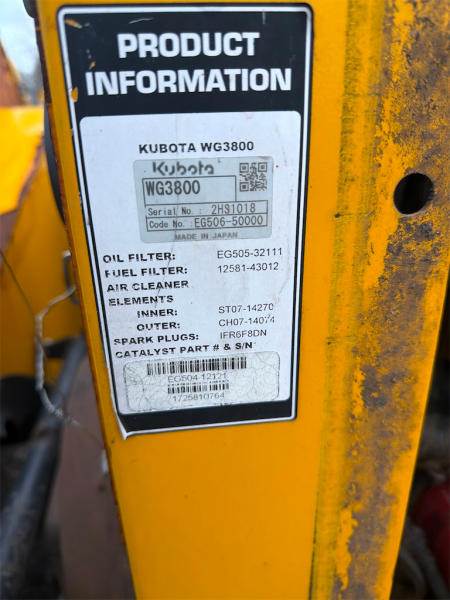 PRODUCT
INFORMATION
KUBOTA WG3800
Kubota
WG3800
Serial No. : 2HS1018
Code No. : EG506-50000
MADE IN JAPAN
OIL FILTER: EG505-32111
FUEL FILTER: 12581-43012
AIR CLEANER
ELEMENTS
INNER: ST07-14270
OUTER: CH07-14074
SPARK PLUGS: IFR6F8DN
CATALYST PART # & S/N
EG504-12121
1725810764